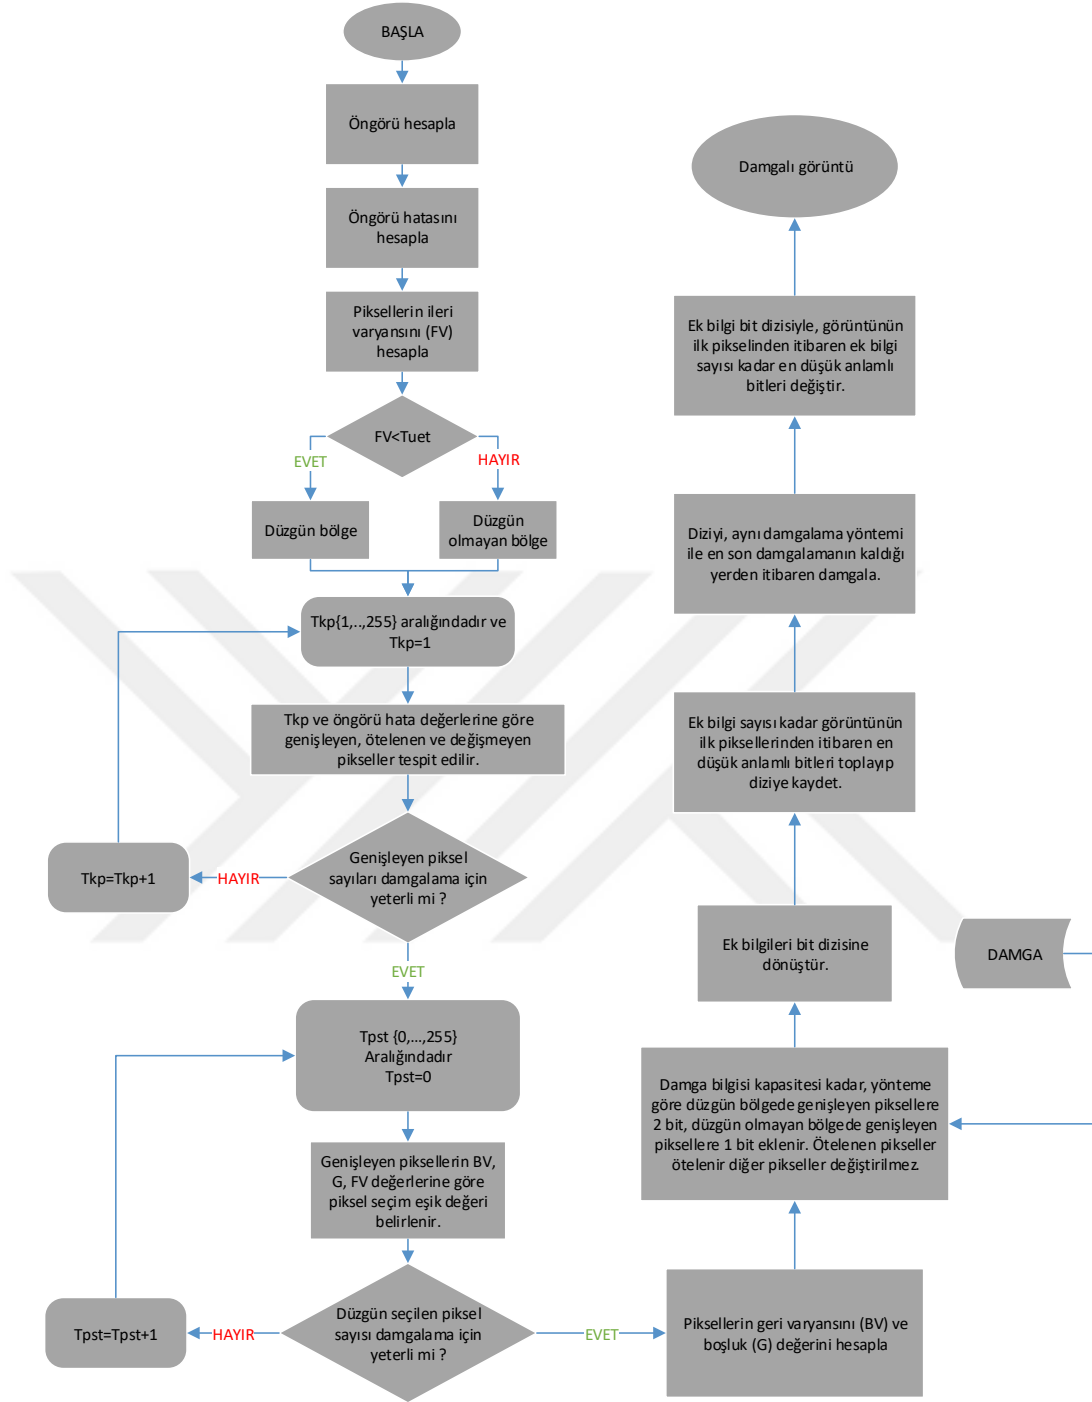 BAŞLA
Öngörü hesapla
Öngörü hatasını
hesapla
Piksellerin ileri
varyansını (FV)
hesapla
FV<Tuet
EVET
HAYIR
Düzgün bölge
Düzgün
olmayan bölge
Tkp{1,..,255} aralığındadır ve
Tkp=1
Tkp ve öngörü hata değerlerine göre
genişleyen, ötelenen ve değişmeyen
pikseller tespit edilir.
Genişleyen piksel
sayıları damgalama için
yeterli mi ?
HAYIR
Tkp=Tkp+1
EVET
Tpst {0,...,255}
Aralığındadır
Tpst=0
Genişleyen piksellerin BV,
G, FV değerlerine göre
piksel seçim eşik değeri
belirlenir.
Düzgün seçilen piksel
sayısı damgalama için
yeterli mi ?
HAYIR
Tpst=Tpst+1
EVET
Piksellerin geri varyansını (BV) ve
boşluk (G) değerini hesapla
Damga bilgisi kapasitesi kadar, yönteme
göre düzgün bölgede genişleyen piksellere
2 bit, düzgün olmayan bölgede genişleyen
piksellere 1 bit eklenir. Ötelenen pikseller
ötelenir diğer pikseller değiştirilmez.
DAMGA
Ek bilgileri bit dizisine
dönüştür.
Ek bilgi sayısı kadar görüntünün
ilk piksellerinden itibaren en
düşük anlamlı bitleri toplayıp
diziye kaydet.
Diziyi, aynı damgalama yöntemi
ile en son damgalamanın kaldığı
yerden itibaren damgala.
Ek bilgi bit dizisiyle, görüntünün
ilk pikselinden itibaren ek bilgi
sayısı kadar en düşük anlamlı
bitleri değiştir.
Damgalı görüntü